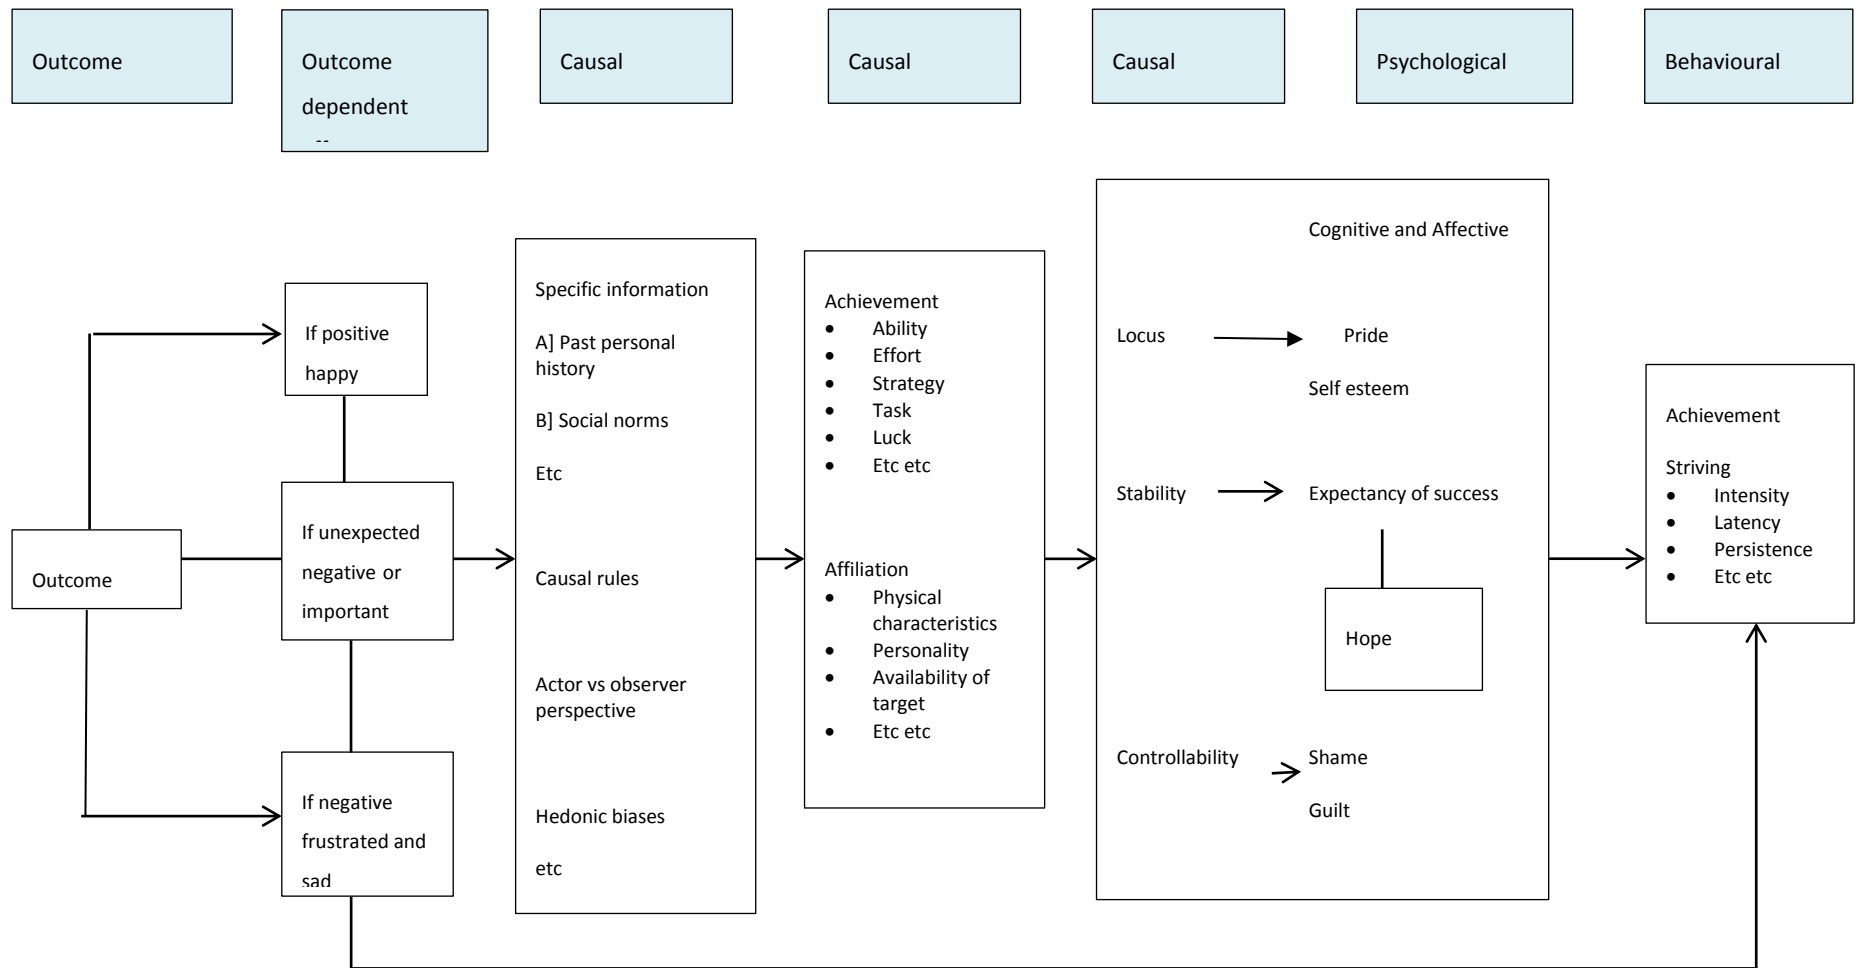 Outcome
Outcome
dependent
Causal
Causal
Causal
Psychological
Behavioural
Outcome
If positive
happy
If unexpected
negative or
important
If negative
frustrated and
sad
Specific information
A] Past personal
history
B] Social norms
Etc
Causal rules
Actor vs observer
perspective
Hedonic biases
etc
Achievement
• Ability
• Effort
• Strategy
• Task
• Luck
• Etc etc
Affiliation
• Physical
characteristics
• Personality
• Availability of
target
• Etc etc
Cognitive and Affective
Locus
Pride
Self esteem
Stability
Expectancy of success
Hope
Controllability
Shame
Guilt
Achievement
Striving
• Intensity
• Latency
• Persistence
• Etc etc